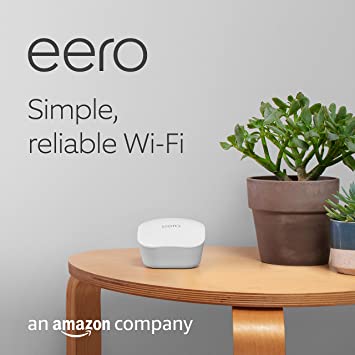 eero
Simple,
reliable Wi-Fi
eero
an amazon company